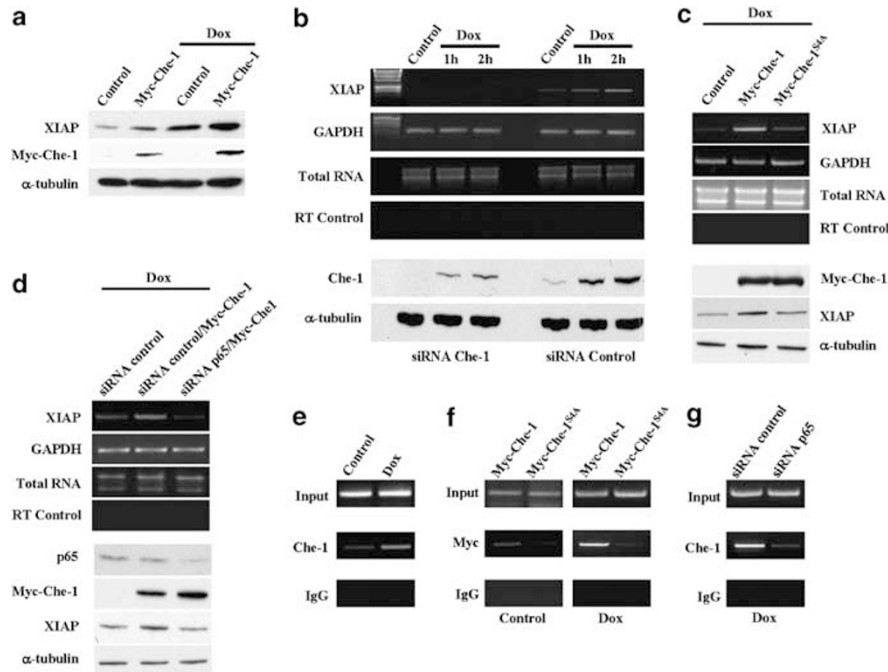 a
Dox
Control
Myc-Che-1
Control
Myc-Che-1
XIAP
Myc-Che-1
α-tubulin
b
Control
Dox
1h
2h
Control
Dox
1h
2h
XIAP
GAPDH
Total RNA
RT Control
Che-1
α-tubulin
siRNA Che-1
siRNA Control
c
Dox
Control
Myc-Che-1
Myc-Che-1S4A
XIAP
GAPDH
Total RNA
RT Control
Myc-Che-1
XIAP
α-tubulin
d
Dox
siRNA control
siRNA control/Myc-Che-1
siRNA p65/Myc-Che1
XIAP
GAPDH
Total RNA
RT Control
p65
Myc-Che-1
XIAP
α-tubulin
e
Control
Dox
Input
Che-1
IgG
f
Myc-Che-1
Myc-Che-1S4A
Myc-Che-1
Myc-Che-1S4A
Input
Myc
IgG
Control
Dox
g
siRNA control
siRNA p65
Input
Che-1
IgG
Dox